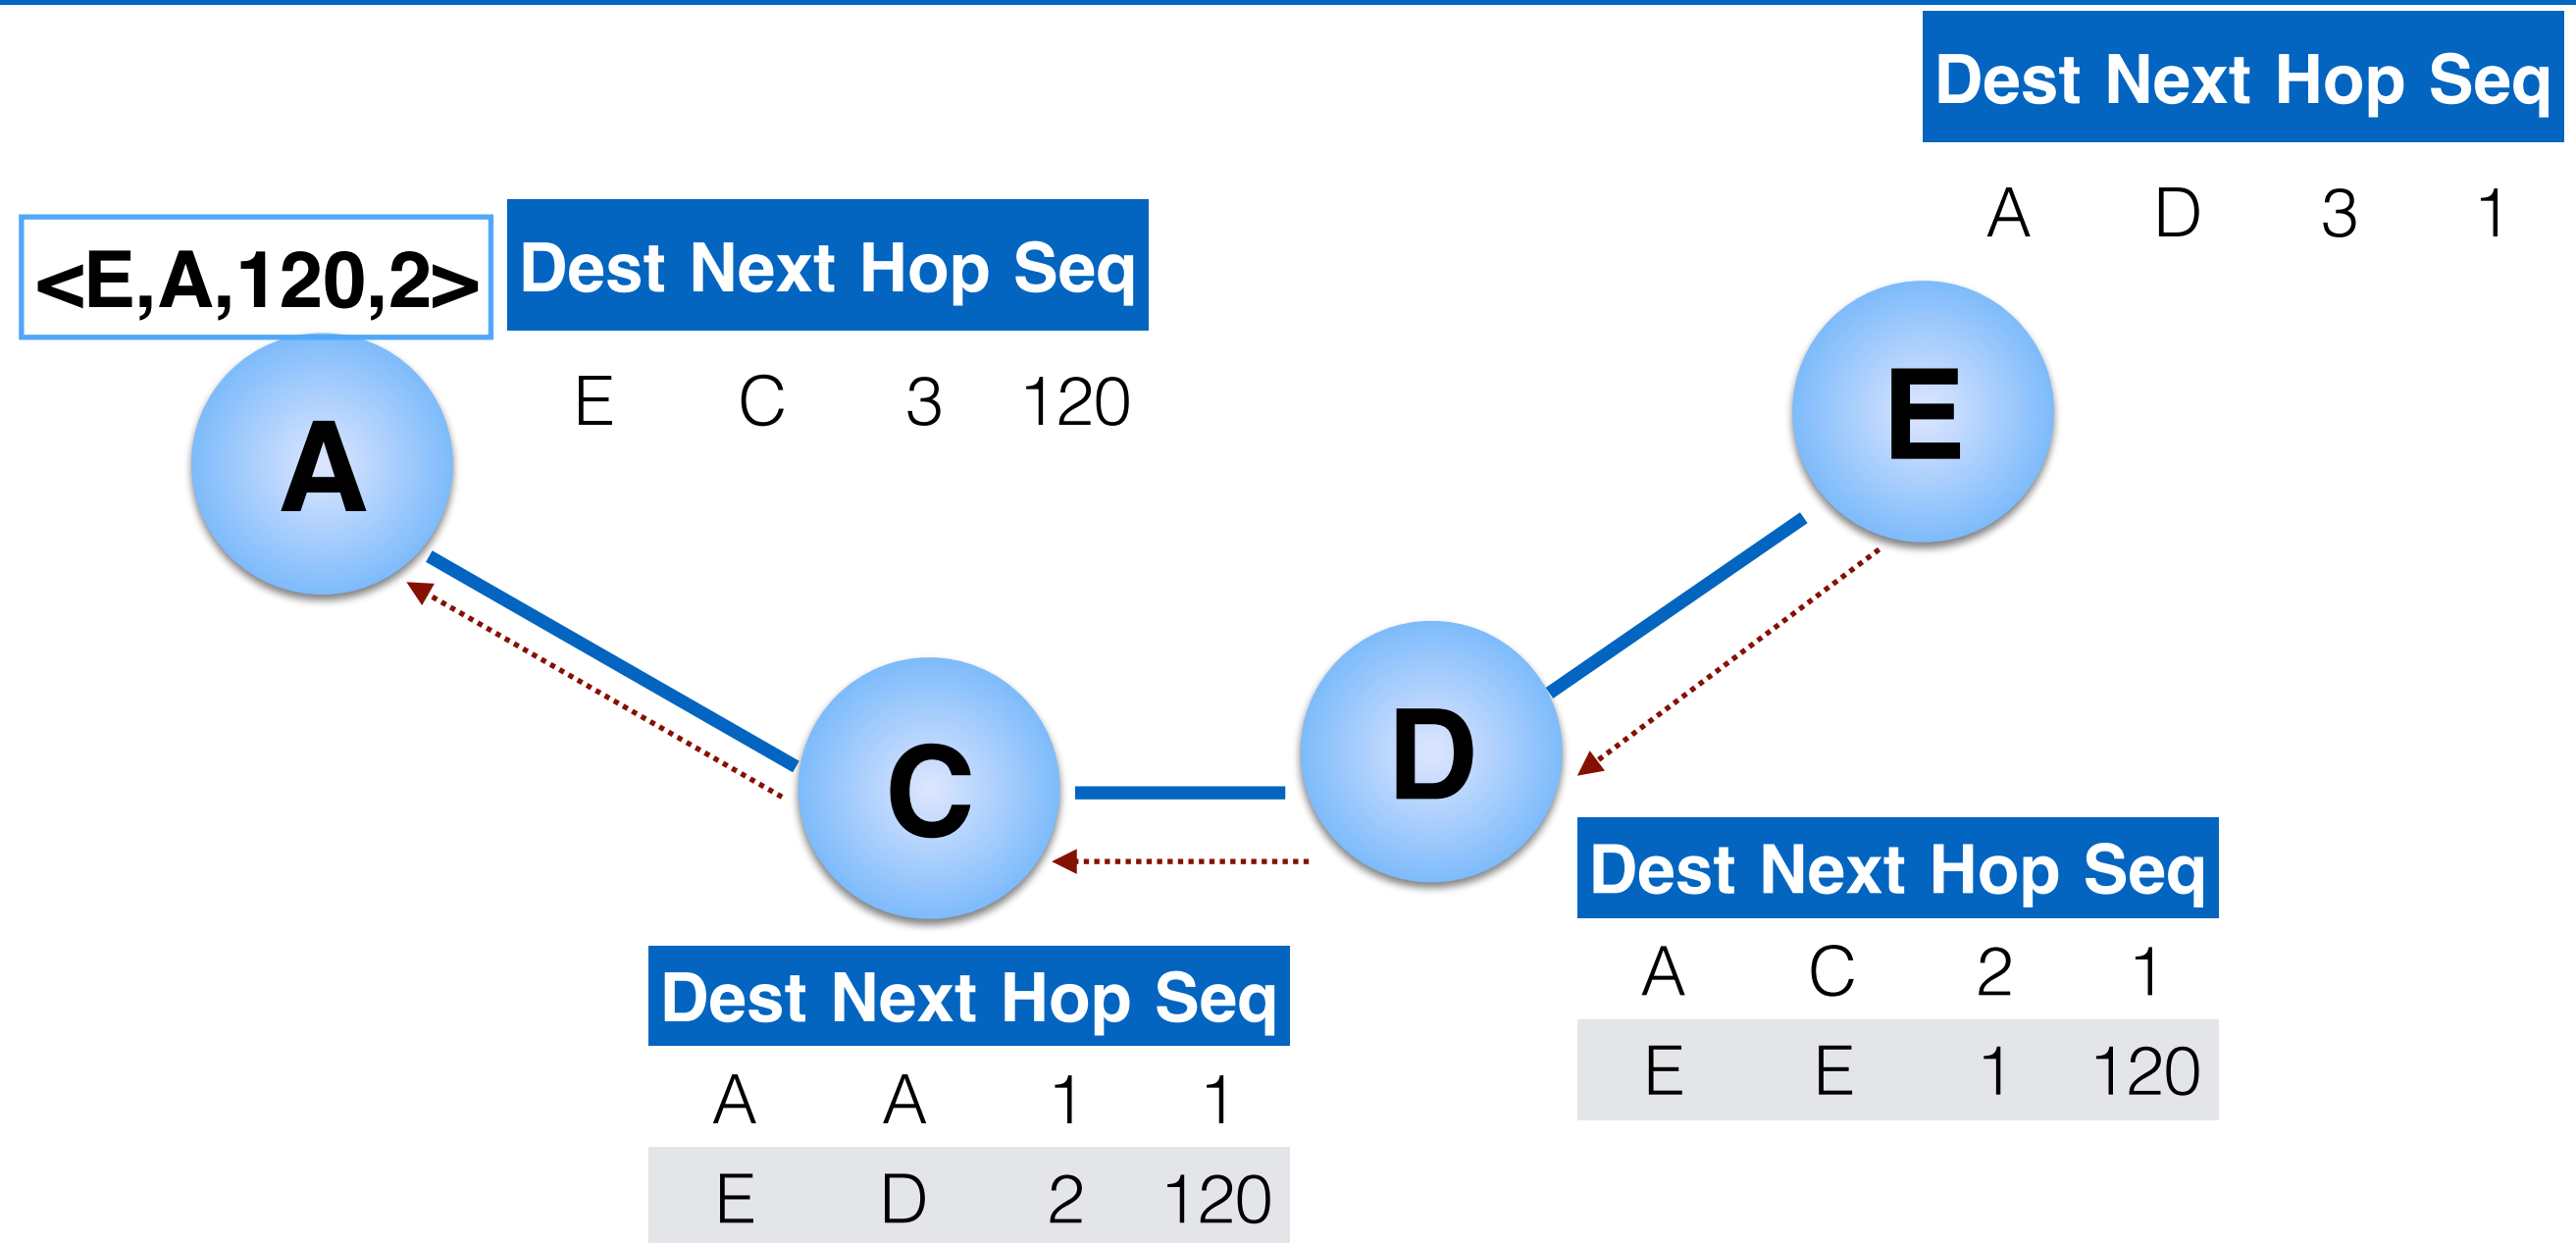 Dest Next Hop Seq
A D 3 1
<E,A,120,2>
Dest Next Hop Seq
E C 3 120
A
E
C
D
Dest Next Hop Seq
A C 2 1
E E 1 120
Dest Next Hop Seq
A A 1 1
E D 2 120